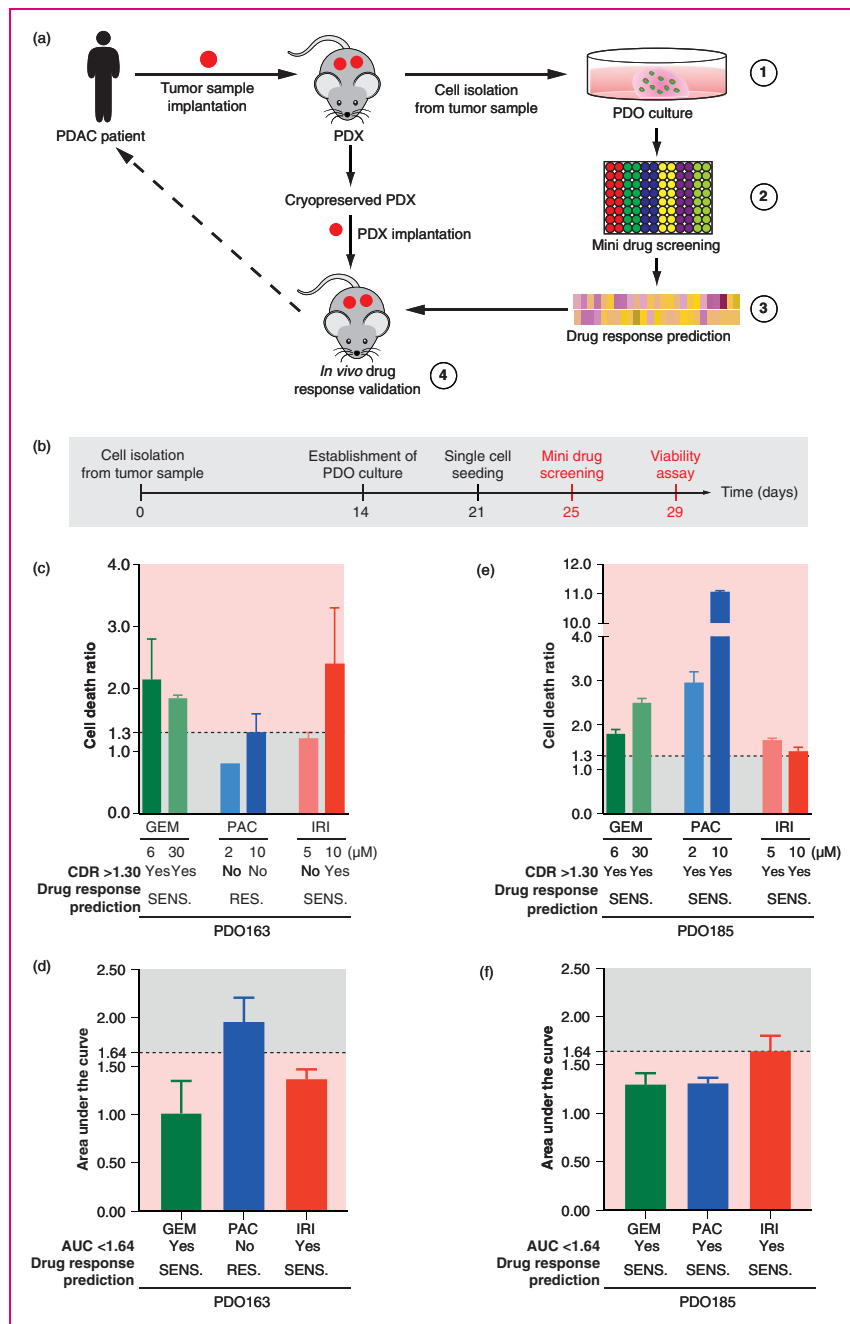 (a)
Tumor sample
implantation
Cell isolation
from tumor sample
1
PDAC patient
PDX
PDO culture
Cryopreserved PDX
2
PDX implantation
Mini drug screening
3
Drug response prediction
In vivo drug
response validation
4
(b)
Cell isolation
from tumor sample
Establishment of
PDO culture
Single cell
seeding
Mini drug
screening
Viability
assay
Time (days)
0
14
21
25
29
(c)
Cell death ratio
4.0
3.0
2.0
1.3
1.0
0.0
GEM PAC IRI
6 30 2 10 5 10 (μM)
CDR >1.30 Yes Yes No No No Yes
Drug response
prediction
SENS. RES. SENS.
PDO163
(e)
Cell death ratio
12.0
11.0
10.0
4.0
3.0
2.0
1.3
1.0
0.0
GEM PAC IRI
6 30 2 10 5 10 (μM)
CDR >1.30 Yes Yes Yes Yes Yes Yes
Drug response
prediction
SENS. SENS. SENS.
PDO185
(d)
Area under the curve
2.50
2.00
1.64
1.50
1.00
0.50
0.00
GEM PAC IRI
AUC <1.64 Yes No Yes
Drug response
prediction
SENS. RES. SENS.
PDO163
(f)
Area under the curve
2.50
2.00
1.64
1.50
1.00
0.50
0.00
GEM PAC IRI
AUC <1.64 Yes Yes Yes
Drug response
prediction
SENS. SENS. SENS.
PDO185